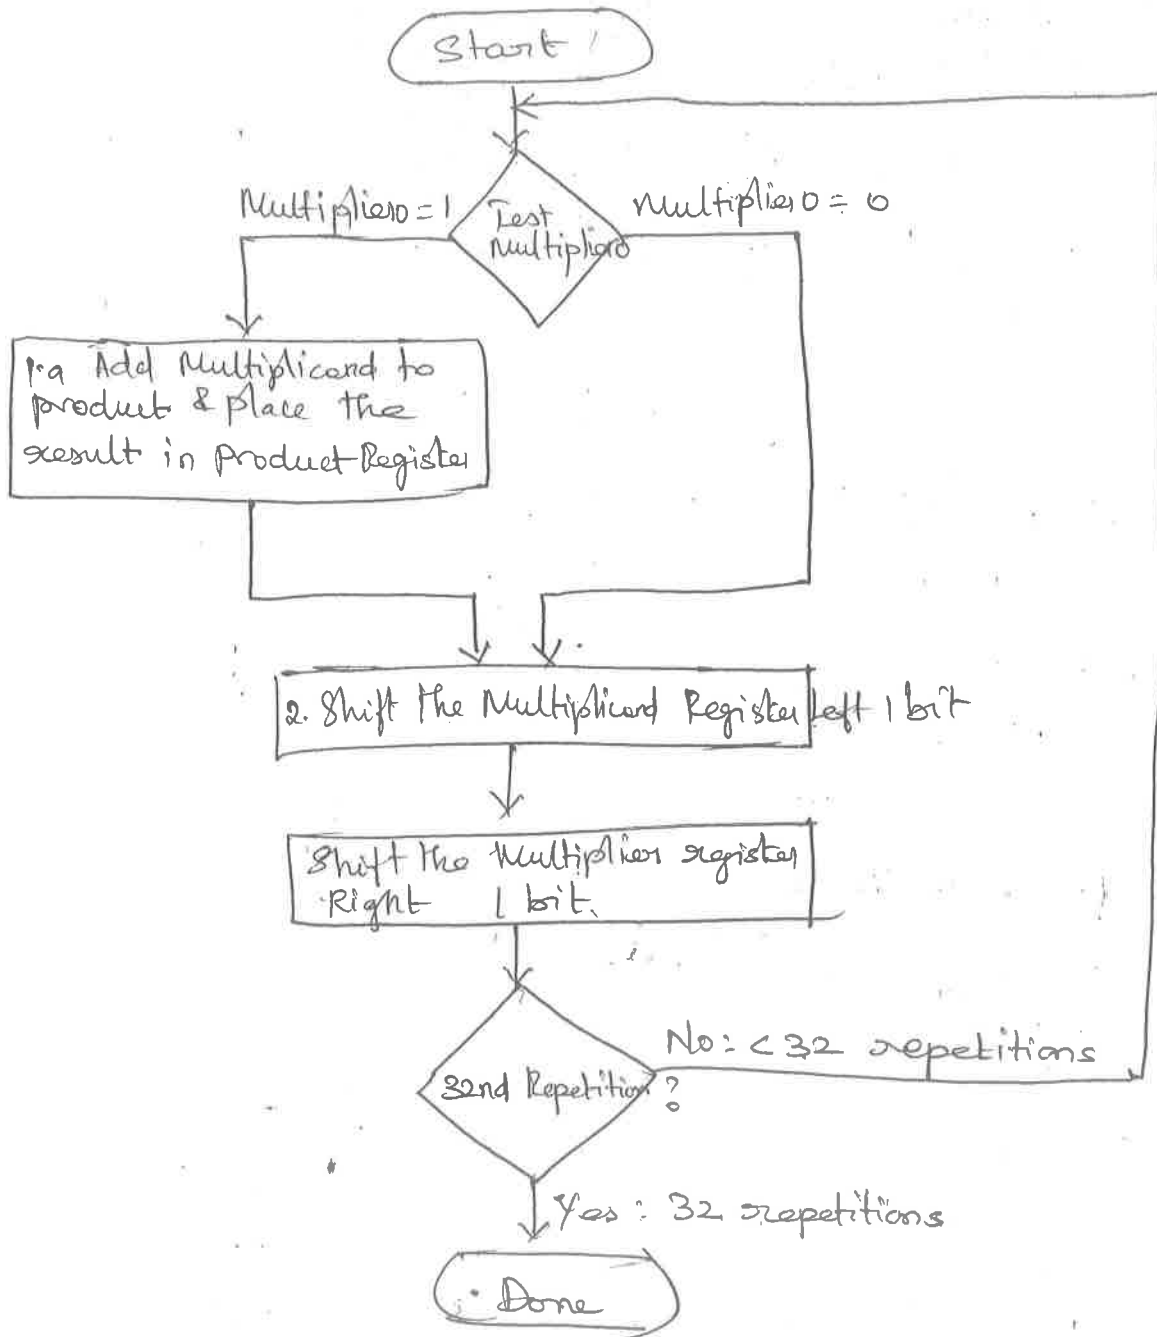 Start
Multiplier0 = 1
Multiplier0 = 0
Test
Multiplier0
1.a Add Multiplicand to
product & place the
result in Product Register
2. Shift the Multiplicand Register Left 1 bit
Shift the Multiplier register
Right 1 bit.
No: < 32 repetitions
32nd Repetition ?
Yes : 32 repetitions
Done